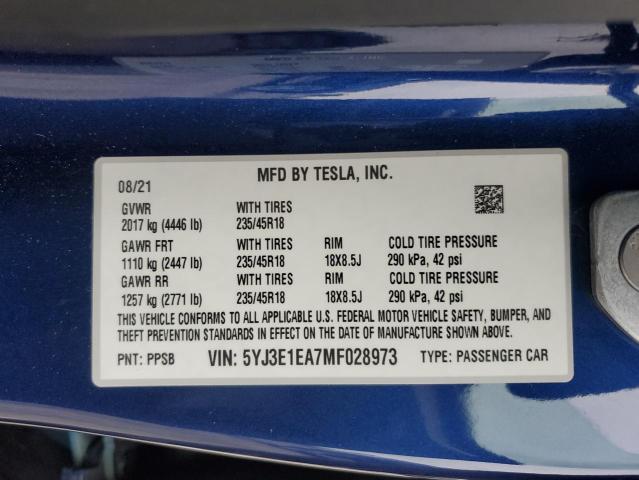 MFD BY TESLA, INC.
08/21
GVWR WITH TIRES
2017 kg (4446 lb) 235/45R18
GAWR FRT WITH TIRES RIM COLD TIRE PRESSURE
1110 kg (2447 lb) 235/45R18 18X8.5J 290 kPa, 42 psi
GAWR RR WITH TIRES RIM COLD TIRE PRESSURE
1257 kg (2771 lb) 235/45R18 18X8.5J 290 kPa, 42 psi
THIS VEHICLE CONFORMS TO ALL APPLICABLE U.S. FEDERAL MOTOR VEHICLE SAFETY, BUMPER, AND
THEFT PREVENTION STANDARDS IN EFFECT ON THE DATE OF MANUFACTURE SHOWN ABOVE.
PNT: PPSB VIN: 5YJ3E1EA7MF028973 TYPE: PASSENGER CAR